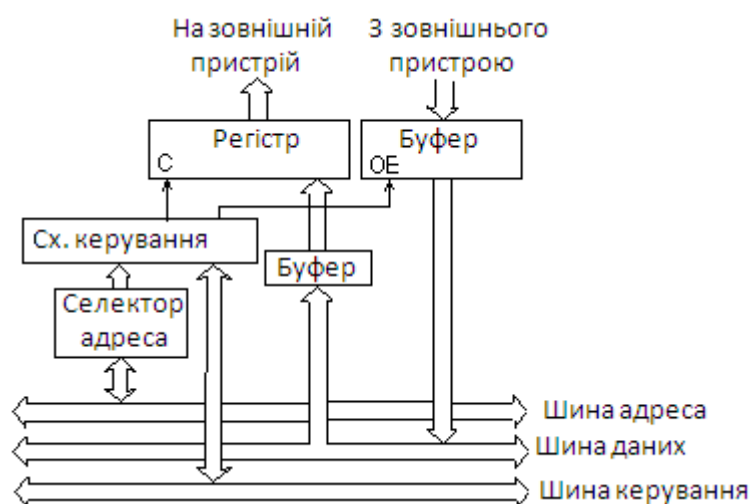 На зовнішній
пристрій
З зовнішнього
пристрою
Регістр
C
Буфер
OE
Сх. керування
Буфер
Селектор
адреса
Шина адреса
Шина даних
Шина керування